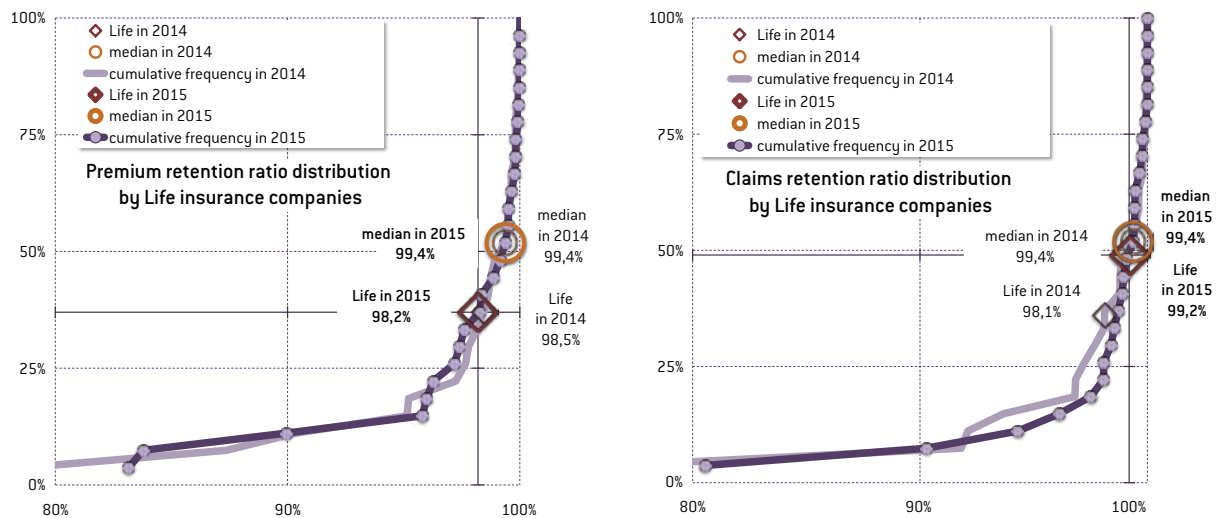 100%
75%
50%
25%
0%
80%
90%
100%
Life in 2014
median in 2014
cumulative frequency in 2014
Life in 2015
median in 2015
cumulative frequency in 2015
Premium retention ratio distribution
by Life insurance companies
median in 2015
99,4%
median
in 2014
99,4%
Life in 2015
98,2%
Life
in 2014
98,5%
100%
75%
50%
25%
0%
80%
90%
100%
Life in 2014
median in 2014
cumulative frequency in 2014
Life in 2015
median in 2015
cumulative frequency in 2015
Claims retention ratio distribution
by Life insurance companies
median in 2014
99,4%
median
in 2015
99,4%
Life in 2014
98,1%
Life
in 2015
99,2%